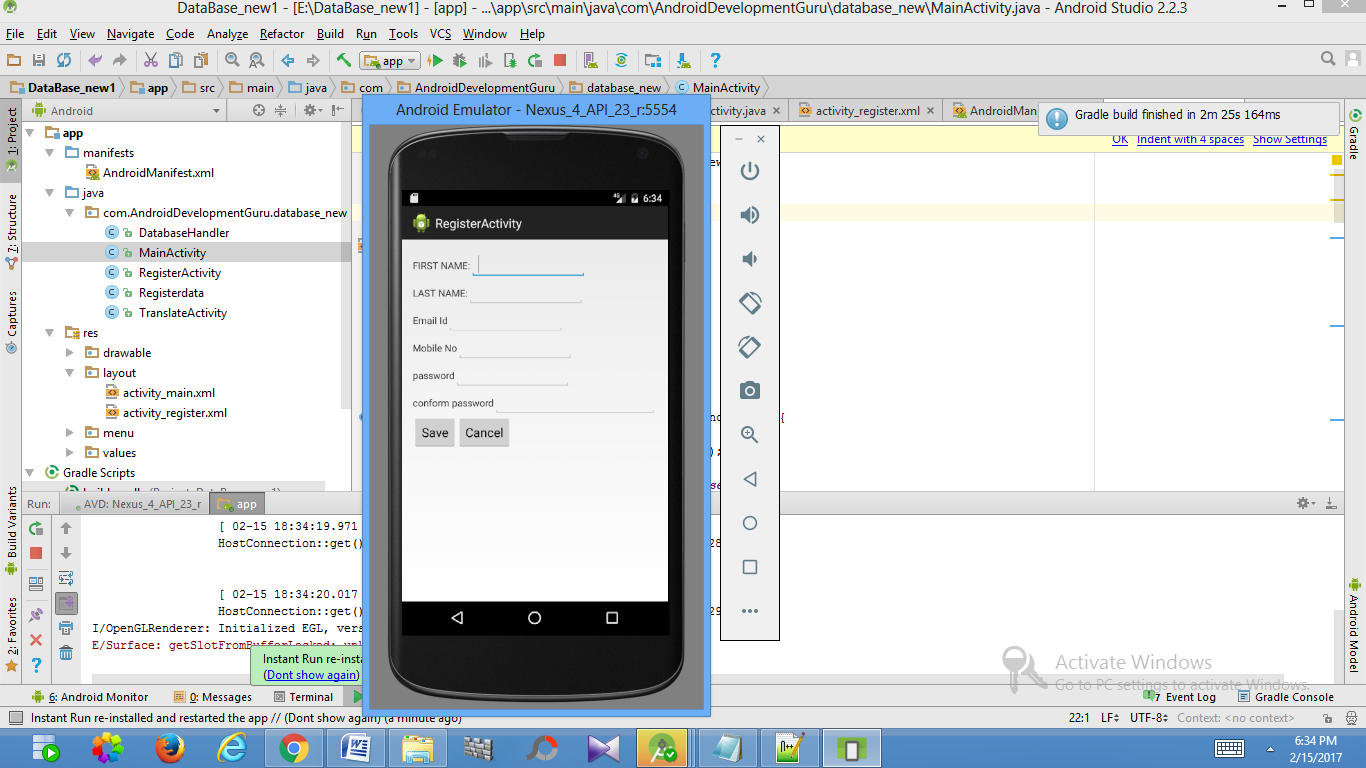 DataBase_new1 - [E:\DataBase_new1] - [app] - ...\app\src\main\java\com\AndroidDevelopmentGuru\database_new\MainActivity.java - Android Studio 2.2.3
File Edit View Navigate Code Analyze Refactor Build Run Tools VCS Window Help
app
DataBase_new1 app src main java com AndroidDevelopmentGuru database_new MainActivity
Android
activity_register.xml
Gradle build finished in 2m 25s 164ms
OK Indent with 4 spaces Show Settings
1: Project
7: Structure
Captures
Build Variants
2: Favorites
app
manifests
AndroidManifest.xml
java
com.AndroidDevelopmentGuru.database_new
DatabaseHandler
MainActivity
RegisterActivity
Registerdata
TranslateActivity
res
drawable
layout
activity_main.xml
activity_register.xml
menu
values
Gradle Scripts
Android Emulator - Nexus_4_API_23_r:5554
6:34
RegisterActivity
FIRST NAME:
LAST NAME:
Email Id
Mobile No
password
conform password
Save Cancel
Gradle
Android Model
Run: AVD: Nexus_4_API_23_r app
[ 02-15 18:34:19.971
HostConnection::get()
[ 02-15 18:34:20.017
HostConnection::get()
I/OpenGLRenderer: Initialized EGL,
E/Surface: getSlotFromBufferLocked:
Instant Run
(Dont show again)
Activate Windows
Go to PC settings to activate Windows.
6: Android Monitor 0: Messages Terminal 7 Event Log Gradle Console
Instant Run re-installed and restarted the app // (Dont show again) (a minute ago) 22:1 LF UTF-8 Context: <no context>
6:34 PM
2/15/2017